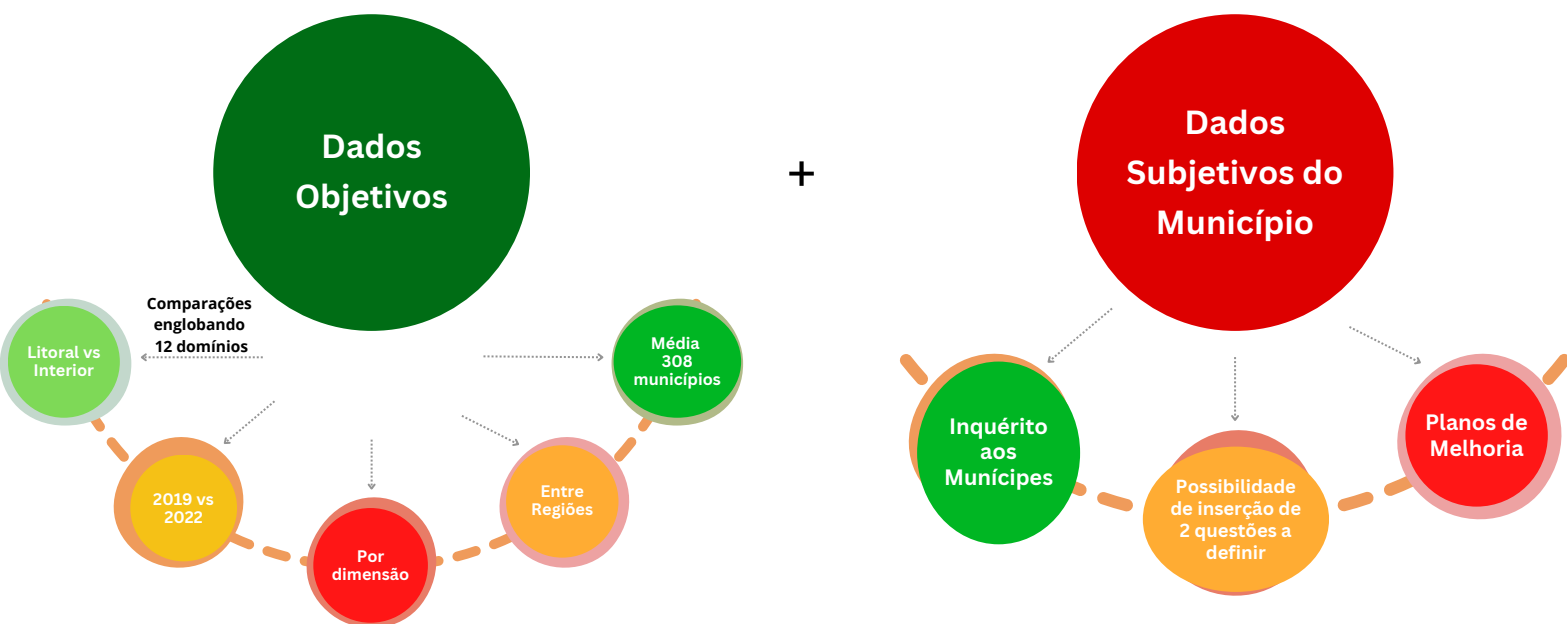 Dados
Objetivos
+
Dados
Subjetivos do
Município
Comparações
englobando
12 domínios
Litoral vs
Interior
2019 vs
2022
Por
dimensão
Entre
Regiões
Média
308
municípios
Inquérito
aos
Munícipes
Possibilidade
de inserção de
2 questões a
definir
Planos de
Melhoria